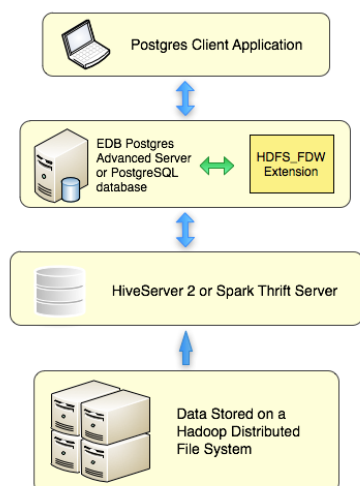 Postgres Client Application
EDB Postgres
Advanced Server
or PostgreSQL
database
HDFS_FDW
Extension
HiveServer 2 or Spark Thrift Server
Data Stored on a
Hadoop Distributed
File System